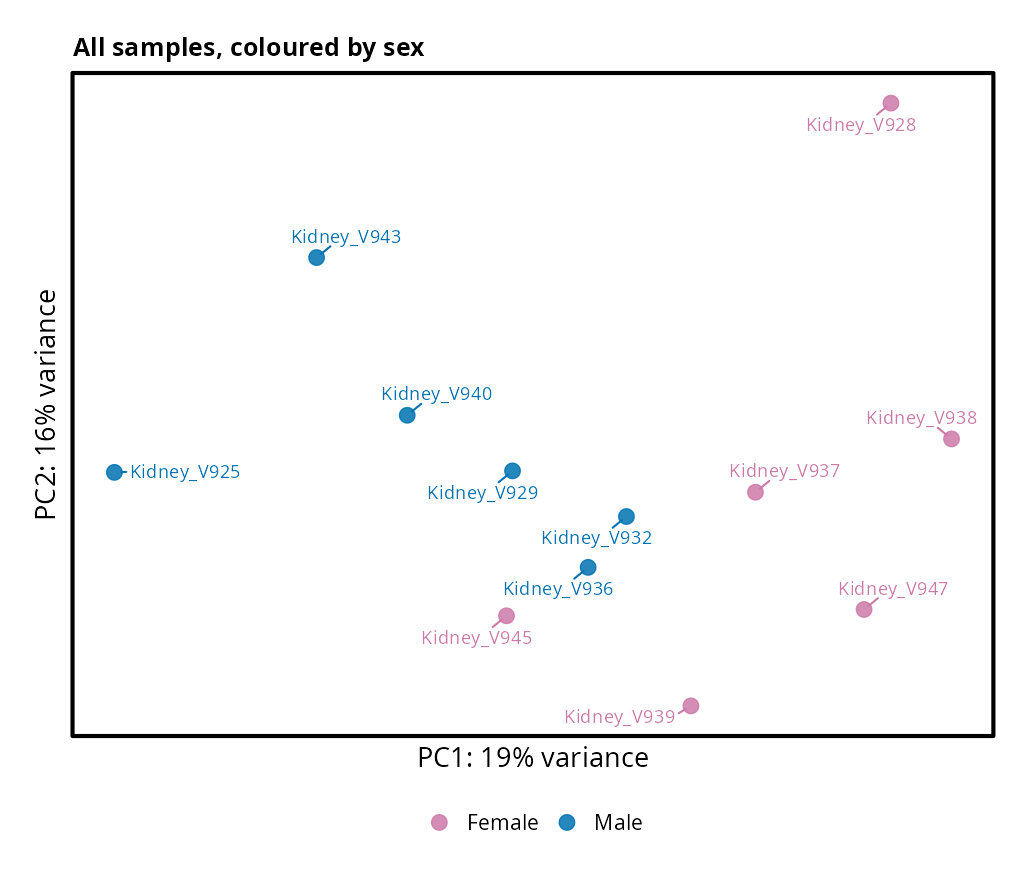 All samples, coloured by sex
Kidney_V928
Kidney_V943
Kidney_V940
Kidney_V938
Kidney_V925
Kidney_V937
Kidney_V929
Kidney_V932
Kidney_V936
Kidney_V947
Kidney_V945
Kidney_V939
PC2: 16% variance
PC1: 19% variance
Female
Male